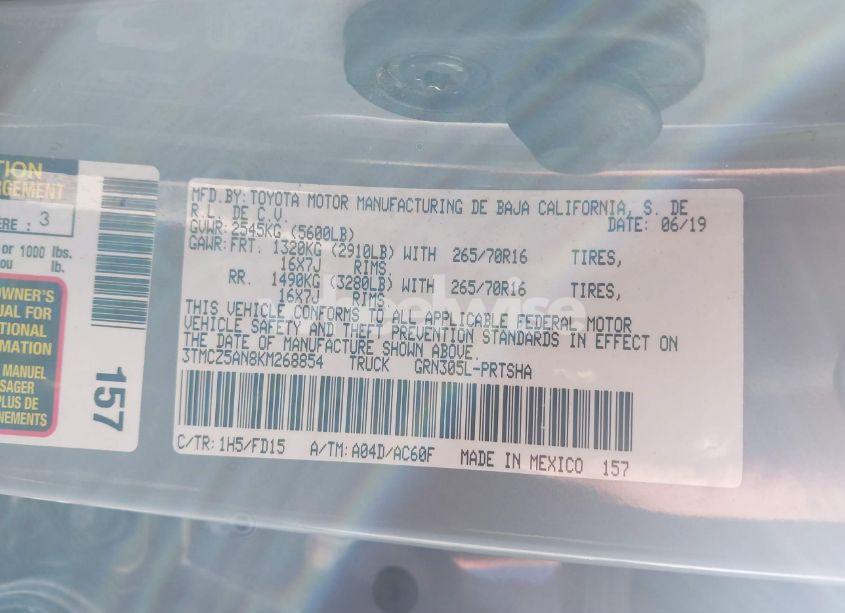 TION
RGEMENT
ERE : 3
or 1000 lbs.
ou lb.
OWNER'S
UAL FOR
TIONAL
RMATION
MANUEL
SAGER
PLUS DE
NEMENTS
157
MFD.BY:TOYOTA MOTOR MANUFACTURING DE BAJA CALIFORNIA, S. DE
R.L. DE C.V. DATE: 06/19
GVWR: 2545KG (5600LB)
GAWR:FRT. 1320KG (2910LB) WITH 265/70R16 TIRES,
16X7J RIMS.
RR. 1490KG (3280LB) WITH 265/70R16 TIRES,
16X7J RIMS.
THIS VEHICLE CONFORMS TO ALL APPLICABLE FEDERAL MOTOR
VEHICLE SAFETY AND THEFT PREVENTION STANDARDS IN EFFECT ON
THE DATE OF MANUFACTURE SHOWN ABOVE.
3TMCZ5AN8KM268854 TRUCK GRN305L-PRTSHA
C/TR: 1H5/FD15 A/TM: A04D/AC60F MADE IN MEXICO 157
wheelwise